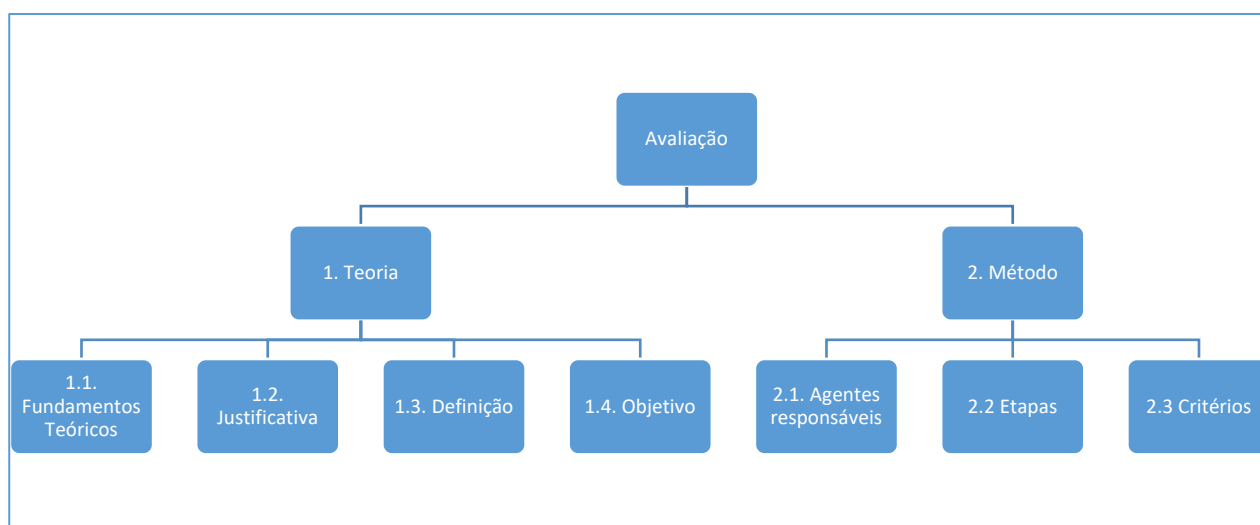 Avaliação
1. Teoria
2. Método
1.1.
Fundamentos
Teóricos
1.2.
Justificativa
1.3. Definição
1.4. Objetivo
2.1. Agentes
responsáveis
2.2 Etapas
2.3 Critérios